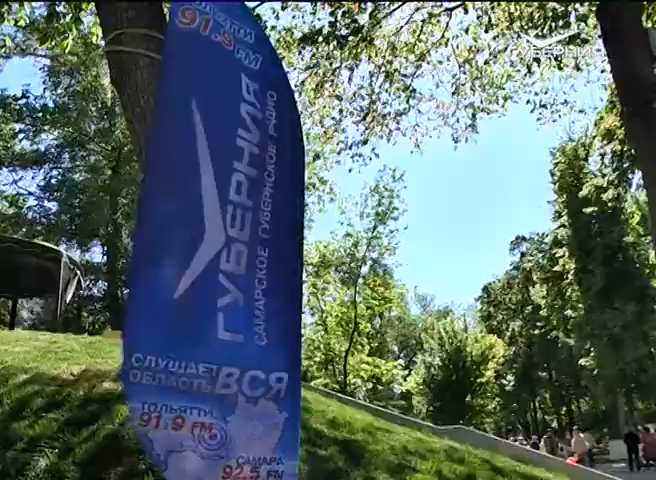 ТОЛЬЯТТИ
91.9 FM
ГУБЕРНИЯ
САМАРСКОЕ ГУБЕРНСКОЕ РАДИО
СЛУШАЕТ ВСЯ
ОБЛАСТЬ
ТОЛЬЯТТИ
91.9 FM
САМАРА
92.5 FM
ГУБЕРНИЯ